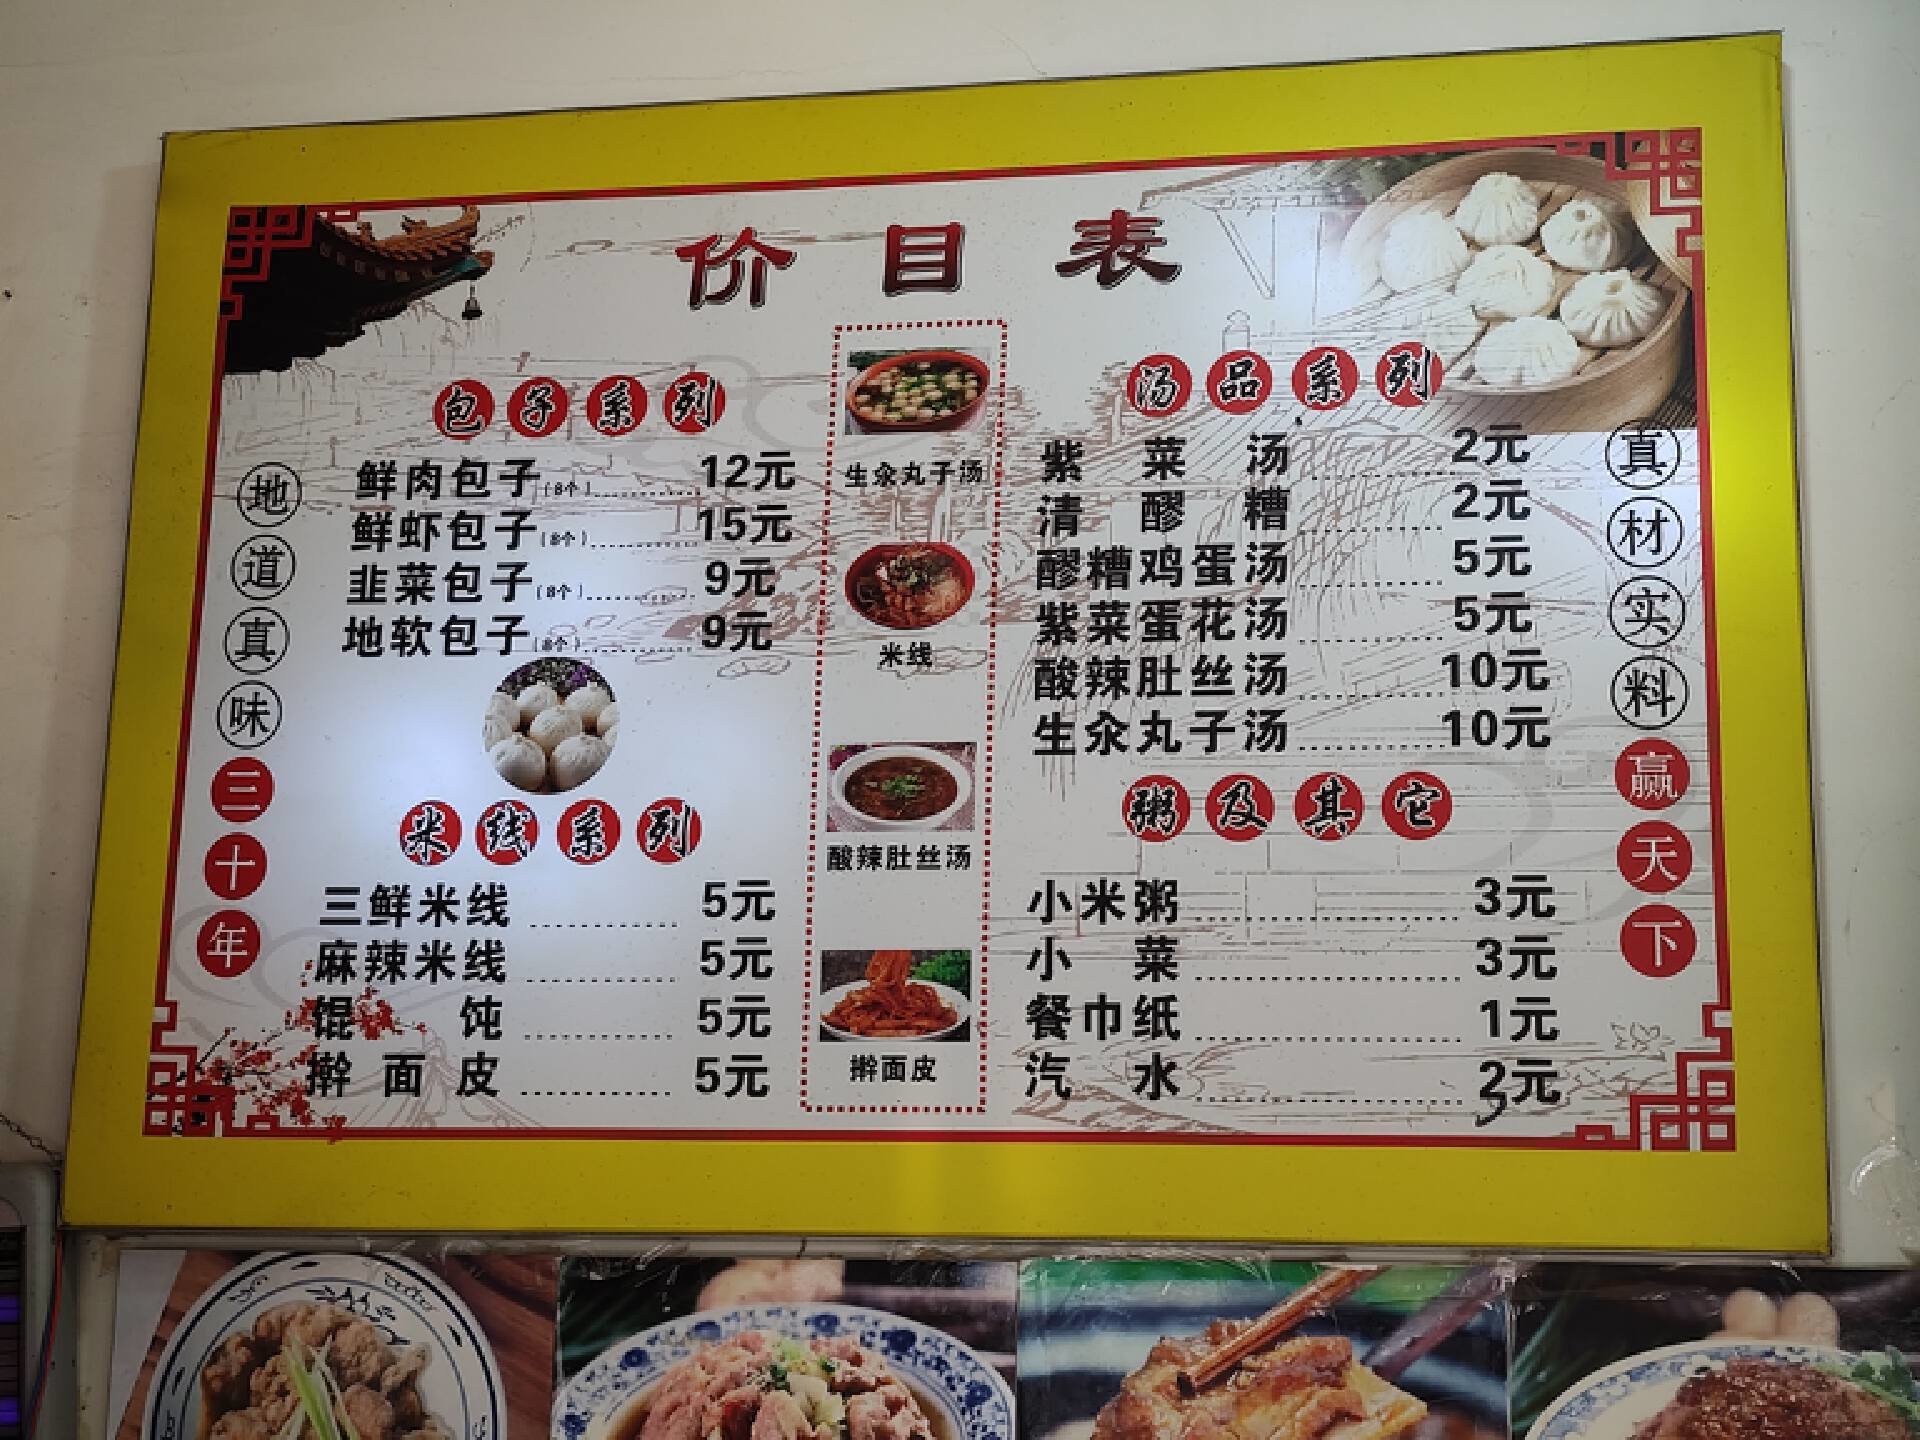 价目表
包子系列
鲜肉包子(8个)........12元
鲜虾包子(8个)........15元
韭菜包子(8个)........9元
地软包子(8个)........9元
米线系列
三鲜米线........5元
麻辣米线........5元
馄饨........5元
擀面皮........5元
生汆丸子汤
米线
酸辣肚丝汤
擀面皮
汤品系列
紫菜汤........2元
清醪糟........2元
醪糟鸡蛋汤........5元
紫菜蛋花汤........5元
酸辣肚丝汤........10元
生汆丸子汤........10元
粥及其它
小米粥........3元
小菜........3元
餐巾纸........1元
汽水........2元
地道真味三十年
真材实料赢天下